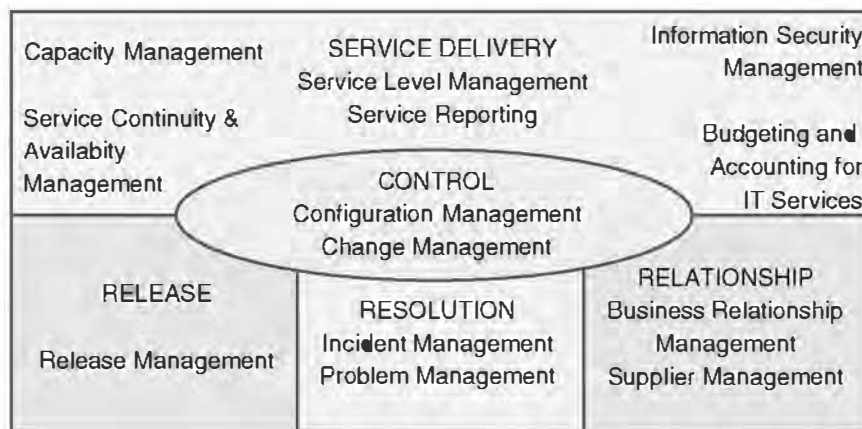 Capacity Management
Service Continuity &
Availabity
Management
SERVICE DELIVERY
Service Level Management
Service Reporting
Information Security
Management
Budgeting and
Accounting for
IT Services
CONTROL
Configuration Management
Change Management
RELEASE
Release Management
RESOLUTION
Incident Management
Problem Management
RELATIONSHIP
Business Relationship
Management
Supplier Management